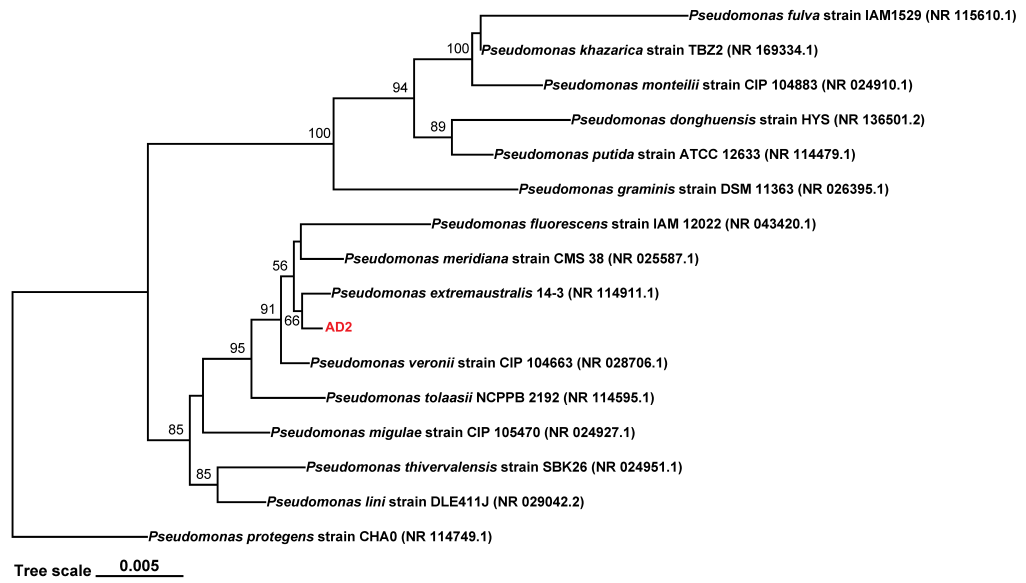 Pseudomonas fulva strain IAM1529 (NR 115610.1)
100
Pseudomonas khazarica strain TBZ2 (NR 169334.1)
94
Pseudomonas monteilii strain CIP 104883 (NR 024910.1)
89
Pseudomonas donghuensis strain HYS (NR 136501.2)
100
Pseudomonas putida strain ATCC 12633 (NR 114479.1)
Pseudomonas graminis strain DSM 11363 (NR 026395.1)
Pseudomonas fluorescens strain IAM 12022 (NR 043420.1)
56
Pseudomonas meridiana strain CMS 38 (NR 025587.1)
Pseudomonas extremaustralis 14-3 (NR 114911.1)
91
66
AD2
95
Pseudomonas veronii strain CIP 104663 (NR 028706.1)
Pseudomonas tolaasii NCPPB 2192 (NR 114595.1)
85
Pseudomonas migulae strain CIP 105470 (NR 024927.1)
85
Pseudomonas thivervalensis strain SBK26 (NR 024951.1)
Pseudomonas lini strain DLE411J (NR 029042.2)
Pseudomonas protegens strain CHA0 (NR 114749.1)
Tree scale 0.005